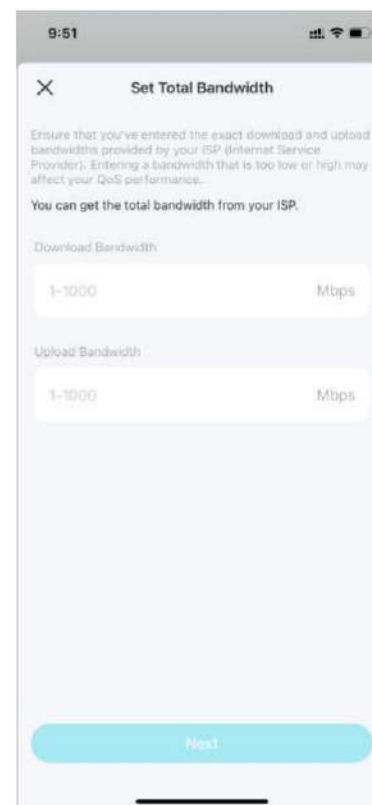 9:51
Set Total Bandwidth
Ensure that you've entered the exact download and upload
bandwidths provided by your ISP (Internet Service
Provider). Entering a bandwidth that is too low or high may
affect your QoS performance.
You can get the total bandwidth from your ISP.
Download Bandwidth
1-1000 Mbps
Upload Bandwidth
1-1000 Mbps
Next